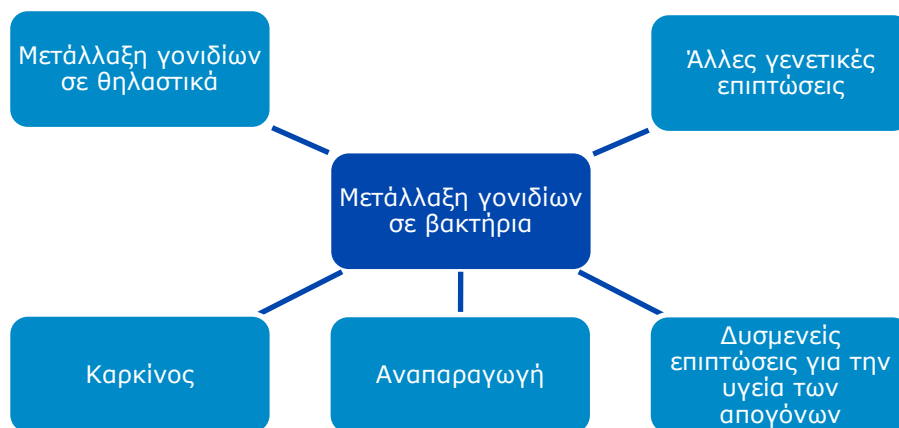 Μετάλλαξη γονιδίων
σε θηλαστικά
Άλλες γενετικές
επιπτώσεις
Μετάλλαξη γονιδίων
σε βακτήρια
Καρκίνος
Αναπαραγωγή
Δυσμενείς
επιπτώσεις για την
υγεία των
απογόνων